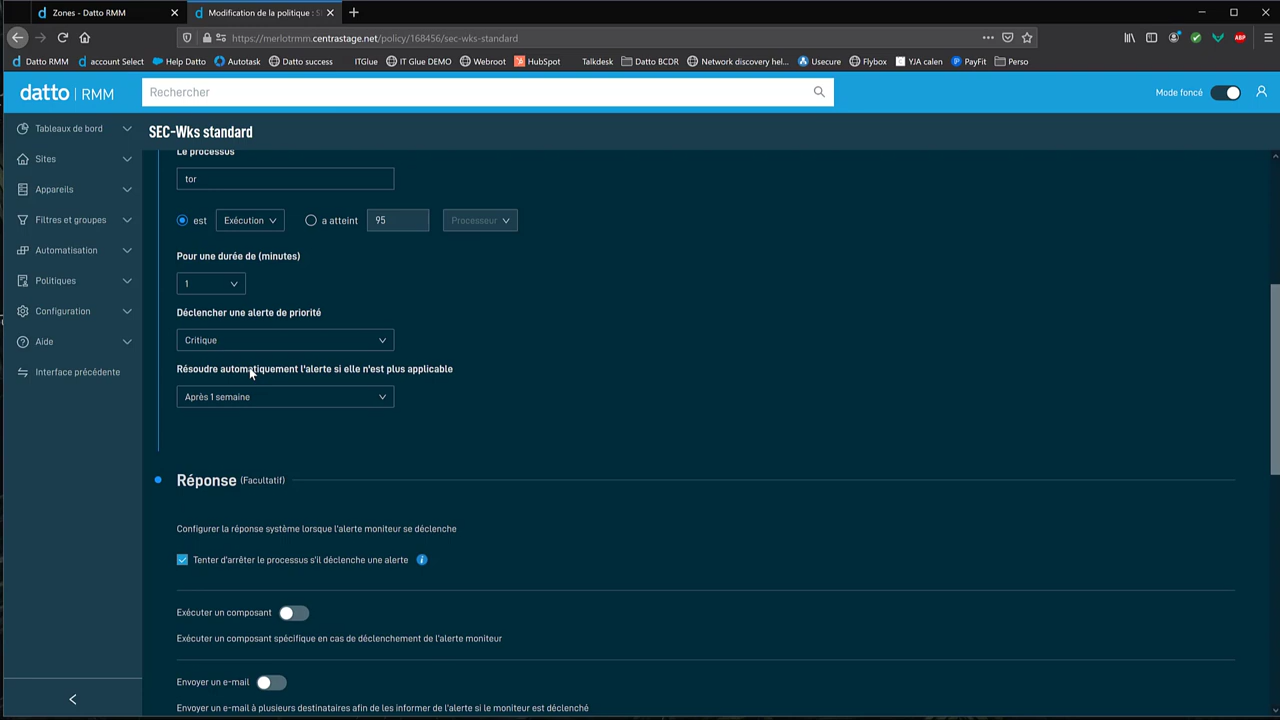 Zones - Datto RMM
Modification de la politique : S
https://merlotrmm.centrastage.net/policy/168456/sec-wks-standard
Datto RMM
account Select
Help Datto
Autotask
Datto success
ITGlue
IT Glue DEMO
Webroot
HubSpot
Talkdesk
Datto BCDR
Network discovery hel...
Usecure
Flybox
YJA calen
PayFit
Perso
datto | RMM
Rechercher
Mode foncé
Tableaux de bord
Sites
Appareils
Filtres et groupes
Automatisation
Politiques
Configuration
Aide
Interface précédente
SEC-Wks standard
Le processus
tor
est
Exécution
a atteint
95
Processeur
Pour une durée de (minutes)
1
Déclencher une alerte de priorité
Critique
Résoudre automatiquement l'alerte si elle n'est plus applicable
Après 1 semaine
Réponse (Facultatif)
Configurer la réponse système lorsque l'alerte moniteur se déclenche
Tenter d'arrêter le processus s'il déclenche une alerte
Exécuter un composant
Exécuter un composant spécifique en cas de déclenchement de l'alerte moniteur
Envoyer un e-mail
Envoyer un e-mail à plusieurs destinataires afin de les informer de l'alerte si le moniteur est déclenché